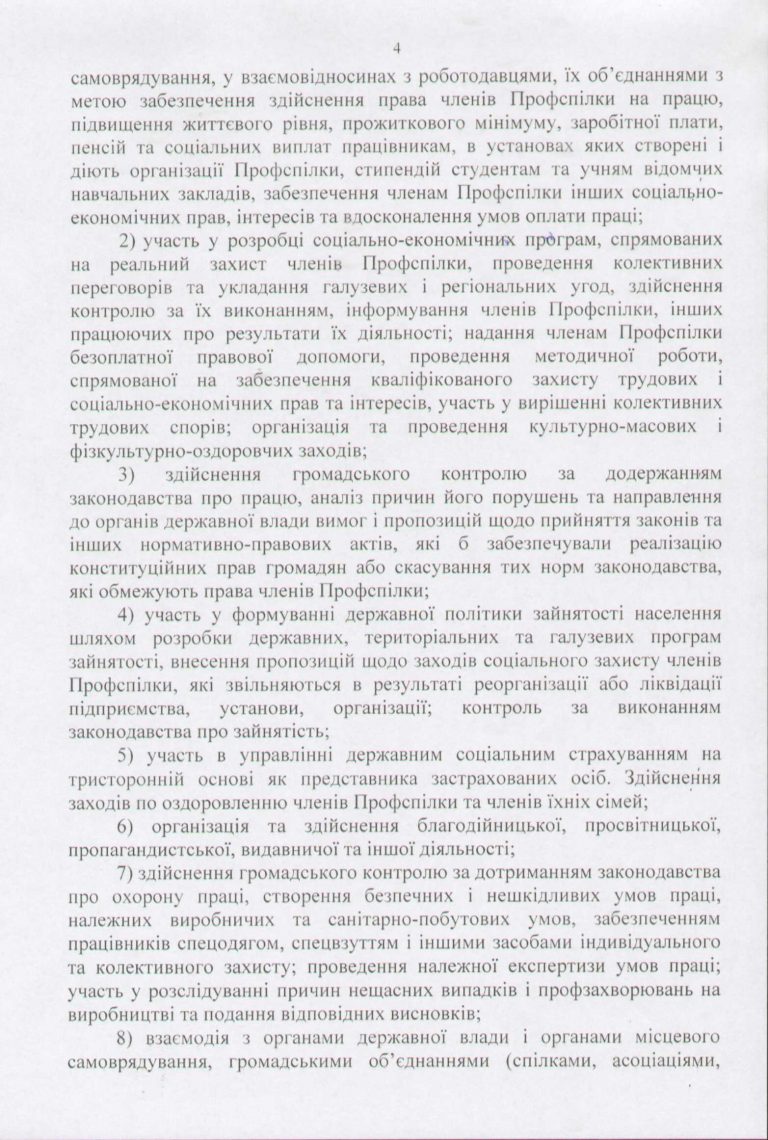 4
самоврядування, у взаємовідносинах з роботодавцями, їх об’єднаннями з
метою забезпечення здійснення права членів Профспілки на працю,
підвищення життєвого рівня, прожиткового мінімуму, заробітної плати,
пенсій та соціальних виплат працівникам, в установах яких створені і
діють організації Профспілки, стипендій студентам та учням відомчих
навчальних закладів, забезпечення членам Профспілки інших соціально-
економічних прав, інтересів та вдосконалення умов оплати праці;
2) участь у розробці соціально-економічних програм, спрямованих
на реальний захист членів Профспілки, проведення колективних
переговорів та укладання галузевих і регіональних угод, здійснення
контролю за їх виконанням, інформування членів Профспілки, інших
працюючих про результати їх діяльності; надання членам Профспілки
безоплатної правової допомоги, проведення методичної роботи,
спрямованої на забезпечення кваліфікованого захисту трудових і
соціально-економічних прав та інтересів, участь у вирішенні колективних
трудових спорів; організація та проведення культурно-масових і
фізкультурно-оздоровчих заходів;
3) здійснення громадського контролю за додержанням
законодавства про працю, аналіз причин його порушень та направлення
до органів державної влади вимог і пропозицій щодо прийняття законів та
інших нормативно-правових актів, які б забезпечували реалізацію
конституційних прав громадян або скасування тих норм законодавства,
які обмежують права членів Профспілки;
4) участь у формуванні державної політики зайнятості населення
шляхом розробки державних, територіальних та галузевих програм
зайнятості, внесення пропозицій щодо заходів соціального захисту членів
Профспілки, які звільняються в результаті реорганізації або ліквідації
підприємства, установи, організації; контроль за виконанням
законодавства про зайнятість;
5) участь в управлінні державним соціальним страхуванням на
тристоронній основі як представника застрахованих осіб. Здійснення
заходів по оздоровленню членів Профспілки та членів їхніх сімей;
6) організація та здійснення благодійницької, просвітницької,
пропагандистської, видавничої та іншої діяльності;
7) здійснення громадського контролю за дотриманням законодавства
про охорону праці, створення безпечних і нешкідливих умов праці,
належних виробничих та санітарно-побутових умов, забезпеченням
працівників спецодягом, спецвзуттям і іншими засобами індивідуального
та колективного захисту; проведення належної експертизи умов праці;
участь у розслідуванні причин нещасних випадків і профзахворювань на
виробництві та подання відповідних висновків;
8) взаємодія з органами державної влади і органами місцевого
самоврядування, громадськими об’єднаннями (спілками, асоціаціями,